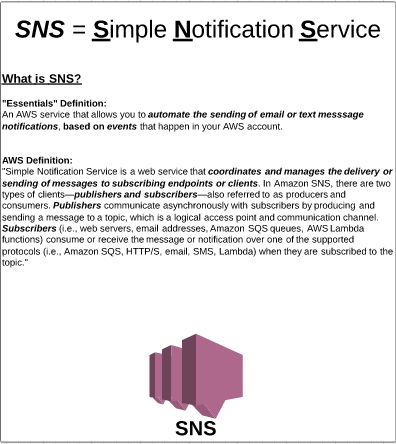 SNS = Simple Notification Service
What is SNS?
"Essentials" Definition:
An AWS service that allows you to automate the sending of email or text messsage
notifications, based on events that happen in your AWS account.
AWS Definition:
"Simple Notification Service is a web service that coordinates and manages the delivery or
sending of messages to subscribing endpoints or clients. In Amazon SNS, there are two
types of clients—publishers and subscribers—also referred to as producers and
consumers. Publishers communicate asynchronously with subscribers by producing and
sending a message to a topic, which is a logical access point and communication channel.
Subscribers (i.e., web servers, email addresses, Amazon SQS queues, AWS Lambda
functions) consume or receive the message or notification over one of the supported
protocols (i.e., Amazon SQS, HTTP/S, email, SMS, Lambda) when they are subscribed to the
topic."
SNS